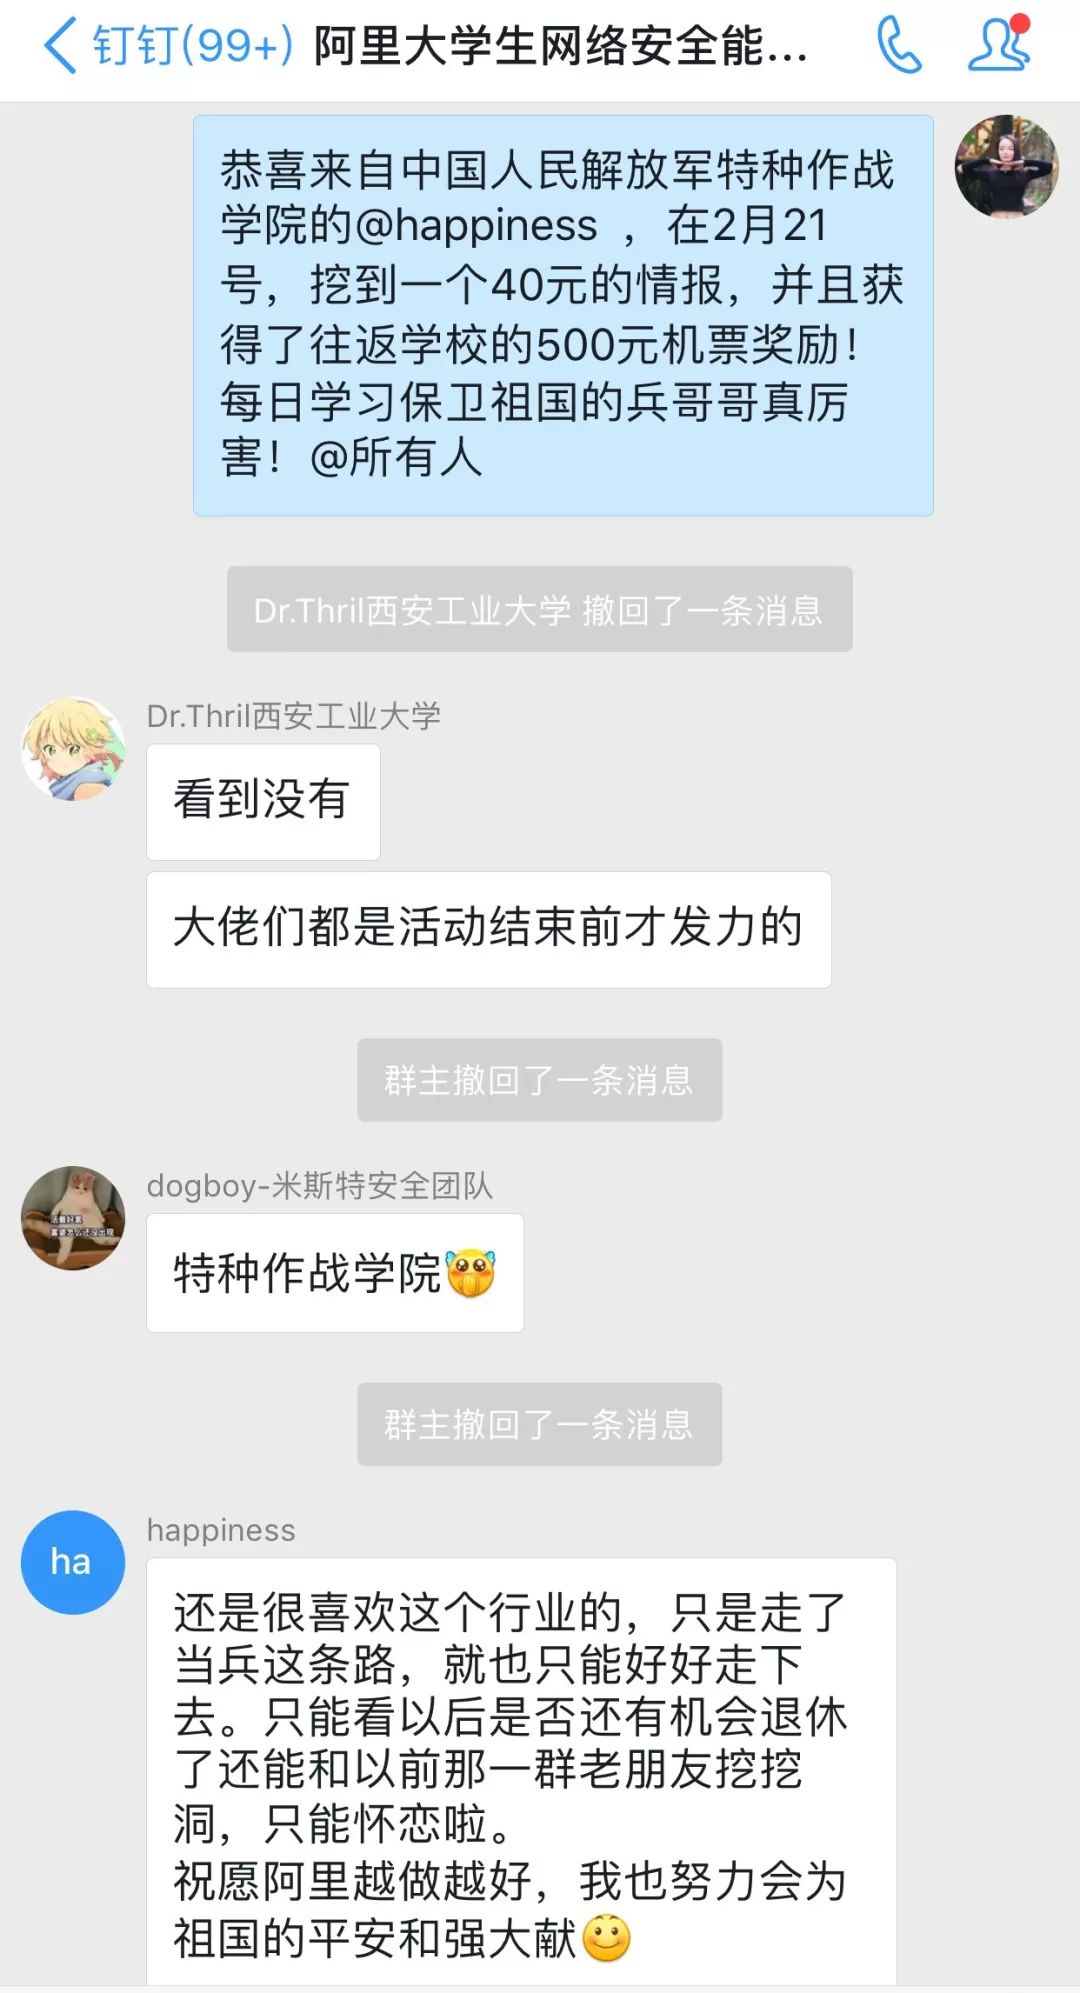 钉钉(99+) 阿里大学生网络安全能...
恭喜来自中国人民解放军特种作战
学院的@happiness ，在2月21
号，挖到一个40元的情报，并且获
得了往返学校的500元机票奖励！
每日学习保卫祖国的兵哥哥真厉
害！@所有人
Dr.Thril西安工业大学 撤回了一条消息
Dr.Thril西安工业大学
看到没有
大佬们都是活动结束前才发力的
群主撤回了一条消息
dogboy-米斯特安全团队
特种作战学院
群主撤回了一条消息
ha
happiness
还是很喜欢这个行业的，只是走了
当兵这条路，就也只能好好走下
去。只能看以后是否还有机会退休
了还能和以前那一群老朋友挖挖
洞，只能怀恋啦。
祝愿阿里越做越好，我也努力会为
祖国的平安和强大献